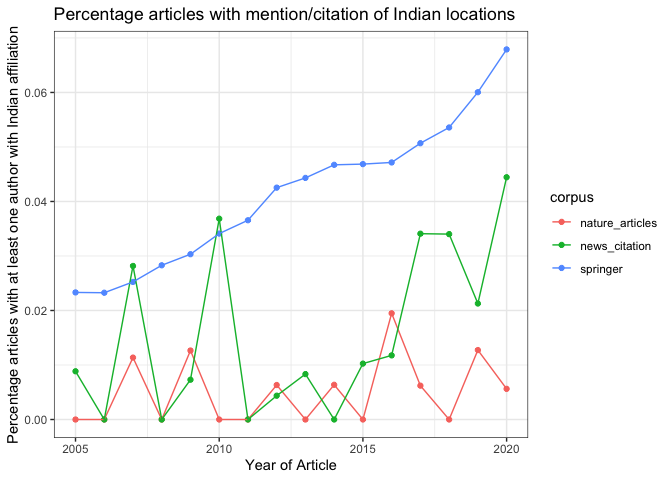 Percentage articles with mention/citation of Indian locations
Percentage articles with at least one author with Indian affiliation
0.06
0.04
0.02
0.00
2005
2010
2015
2020
Year of Article
corpus
nature_articles
news_citation
springer